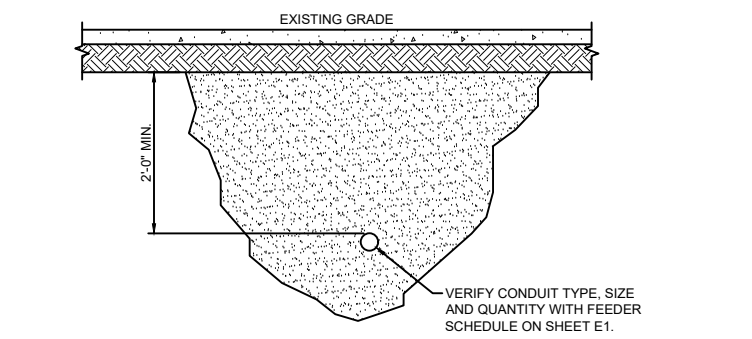 EXISTING GRADE
2'-0" MIN.
VERIFY CONDUIT TYPE, SIZE
AND QUANTITY WITH FEEDER
SCHEDULE ON SHEET E1.